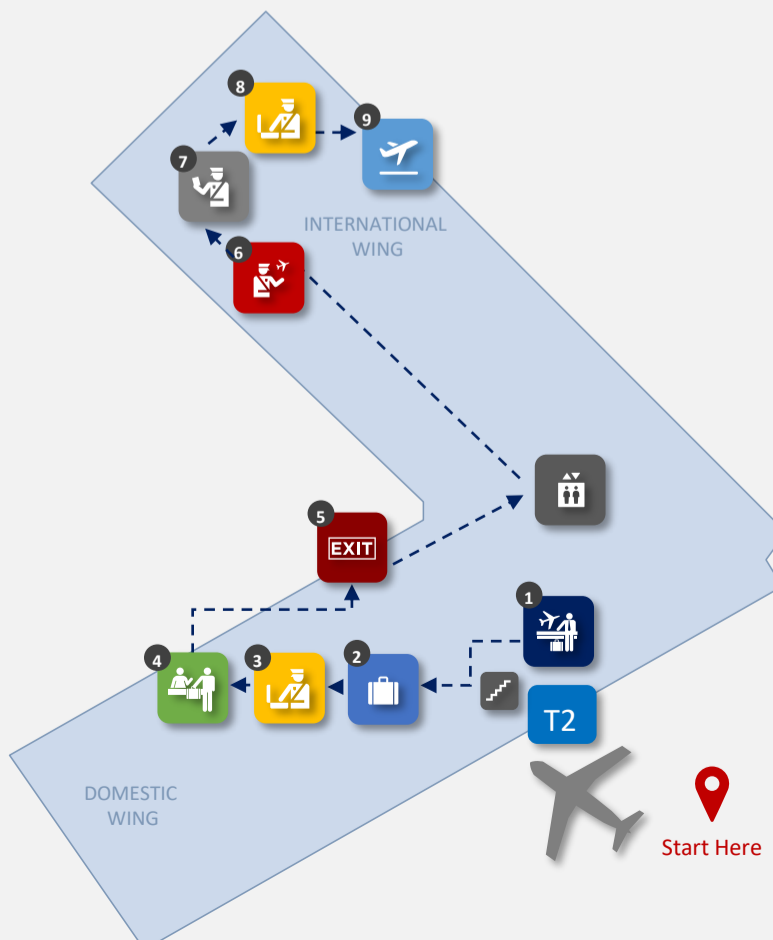 8
9
7
INTERNATIONAL
WING
6
5
EXIT
1
4
3
2
T2
DOMESTIC
WING
Start Here